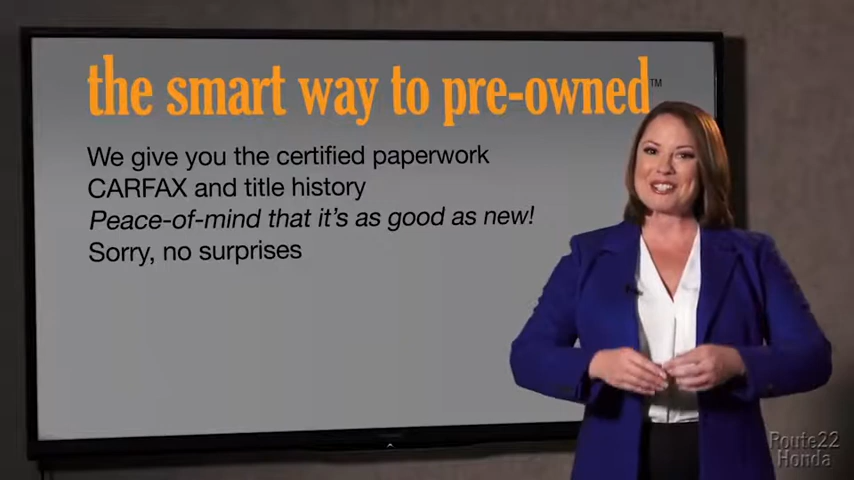 the smart way to pre-owned™
We give you the certified paperwork
CARFAX and title history
Peace-of-mind that it's as good as new!
Sorry, no surprises
Route22
Honda